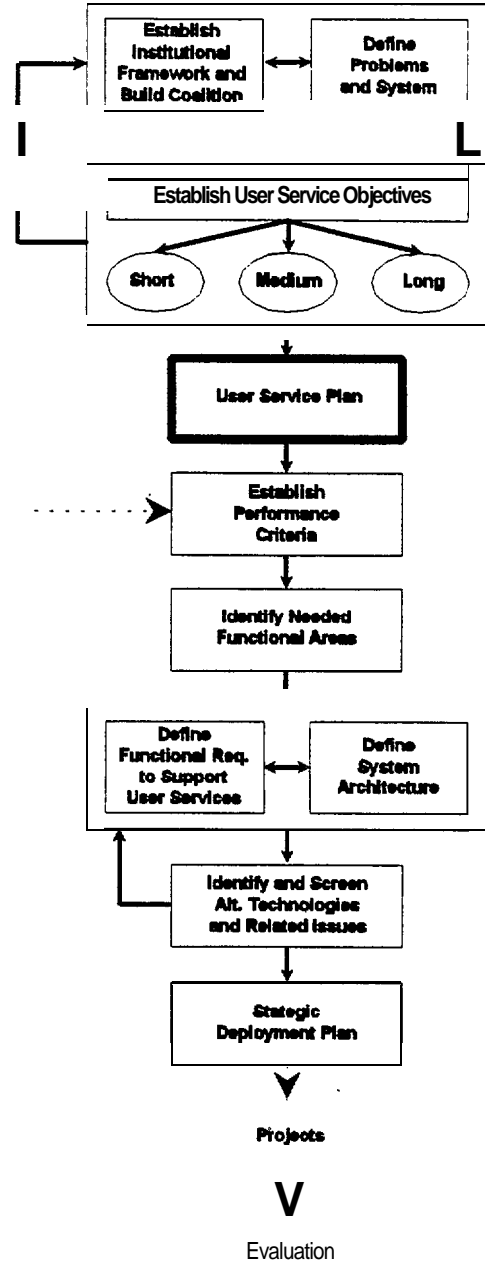 Establish
Institutional
Framework and
Build Coalition
Define
Problems
and System
I
L
Establish User Service Objectives
Short
Medium
Long
User Service Plan
Establish
Performance
Criteria
Identify Needed
Functional Areas
Define
Functional Req.
to Support
User Services
Define
System
Architecture
Identify and Screen
Alt. Technologies
and Related Issues
Stategic
Deployment Plan
Projects
V
Evaluation